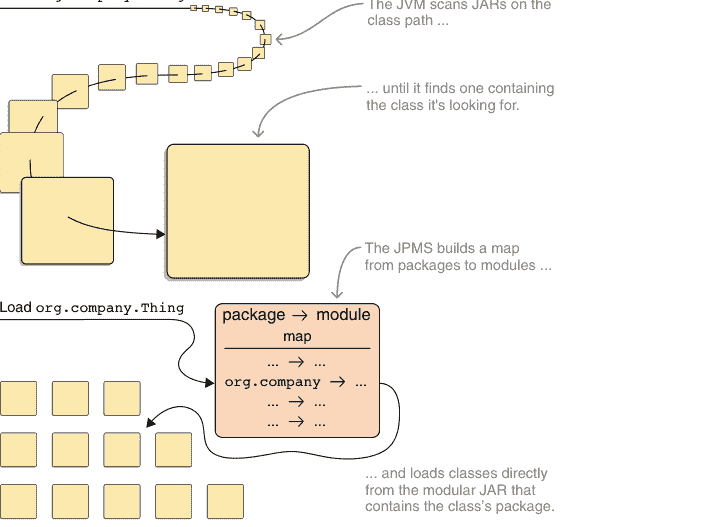 The JVM scans JARs on the
class path ...
... until it finds one containing
the class it's looking for.
The JPMS builds a map
from packages to modules ...
Load org.company.Thing
package → module
map
... → ...
org.company → ...
... → ...
... → ...
... and loads classes directly
from the modular JAR that
contains the class's package.